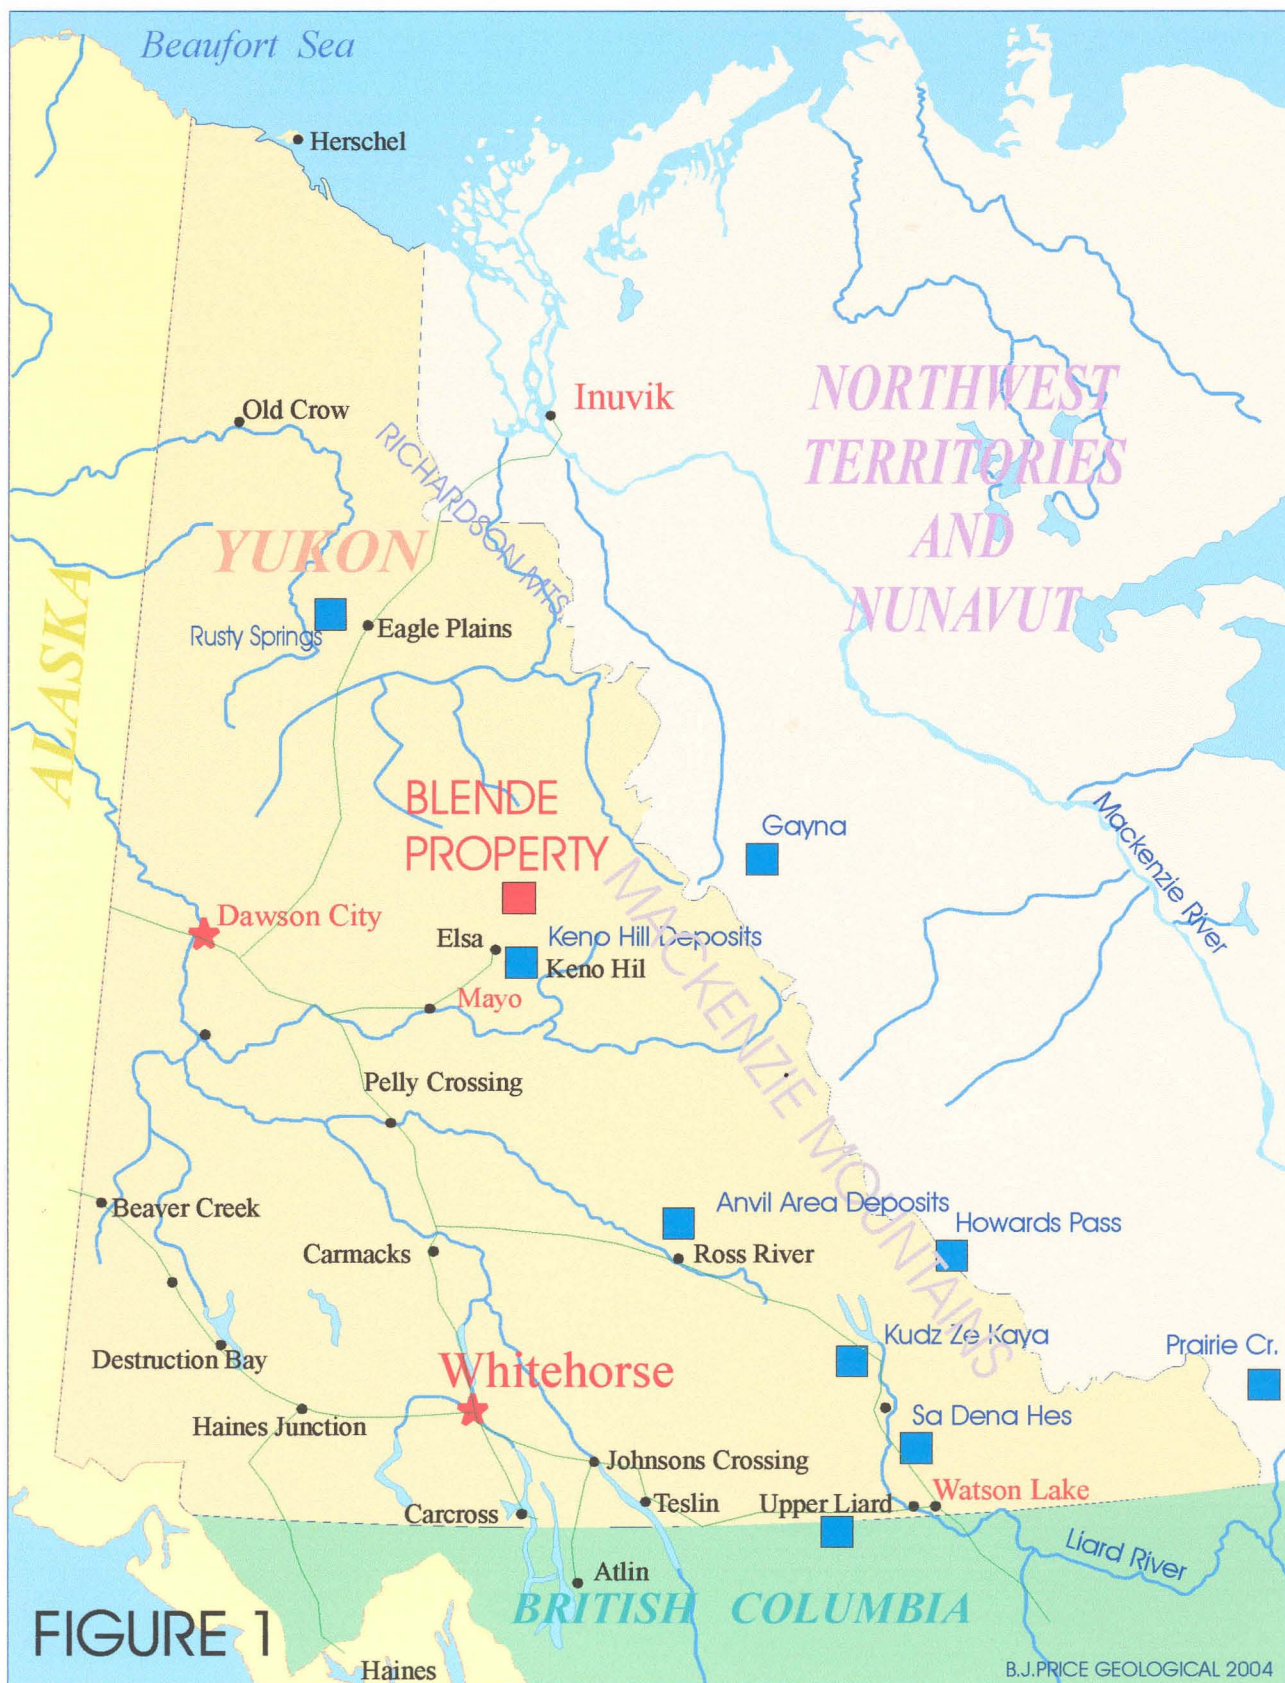 Beaufort Sea
Herschel
Inuvik
Old Crow
NORTHWEST
TERRITORIES
AND
NUNAVUT
RICHARDSON MTS
YUKON
ALASKA
Rusty Springs
Eagle Plains
BLENDE
PROPERTY
Gayna
Mackenzie River
MACKENZIE MOUNTAINS
Dawson City
Elsa
Keno Hill Deposits
Keno Hil
Mayo
Pelly Crossing
Beaver Creek
Anvil Area Deposits
Howards Pass
Carmacks
Ross River
Kudz Ze Kaya
Prairie Cr.
Destruction Bay
Whitehorse
Haines Junction
Sa Dena Hes
Johnsons Crossing
Teslin
Upper Liard
Watson Lake
Carcross
Liard River
Atlin
BRITISH COLUMBIA
FIGURE 1
Haines
B.J.PRICE GEOLOGICAL 2004